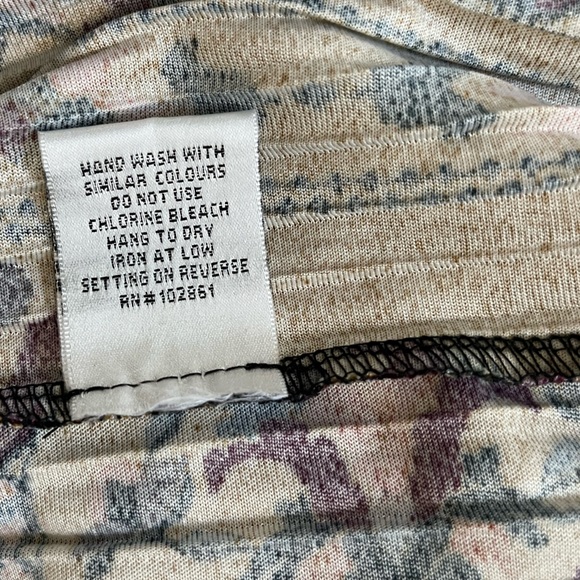 HAND WASH WITH
SIMILAR COLOURS
DO NOT USE
CHLORINE BLEACH
HANG TO DRY
IRON AT LOW
SETTING ON REVERSE
RN#102861